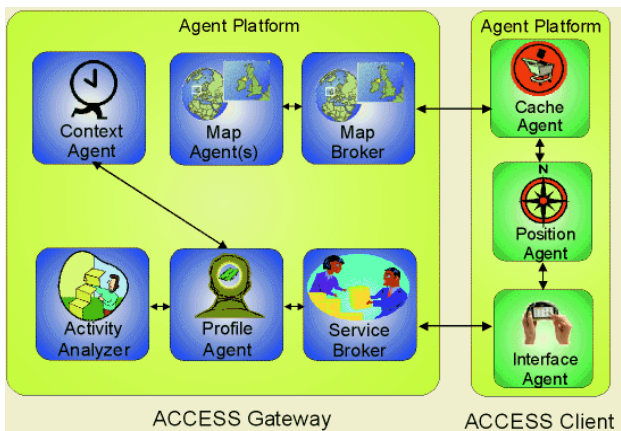 Agent Platform
Agent Platform
Context
Agent
Map
Agent(s)
Map
Broker
Cache
Agent
N
Position
Agent
Activity
Analyzer
Profile
Agent
Service
Broker
Interface
Agent
ACCESS Gateway
ACCESS Client